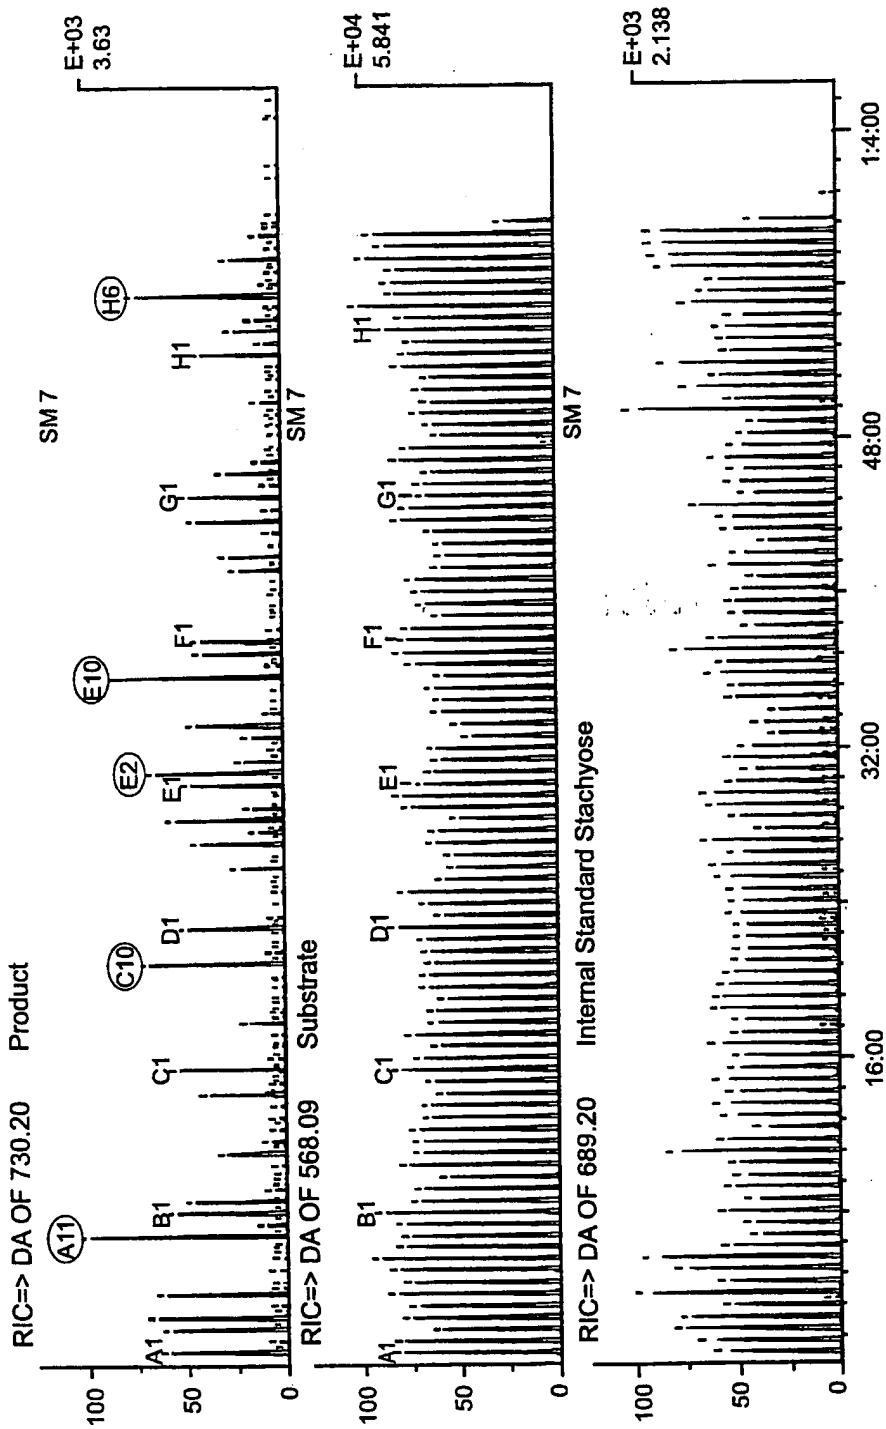 RIC=> DA OF 730.20 Product
SM 7
E+03
3.63
100
50
0
A1
A11
B1
C1
C10
D1
E1
E2
E10
F1
G1
H1
H6
RIC=> DA OF 568.09 Substrate
SM 7
E+04
5.841
100
50
0
A1
B1
C1
D1
E1
F1
G1
H1
RIC=> DA OF 689.20 Internal Standard Stachyose
SM 7
E+03
2.138
100
50
0
16:00
32:00
48:00
1:4:00